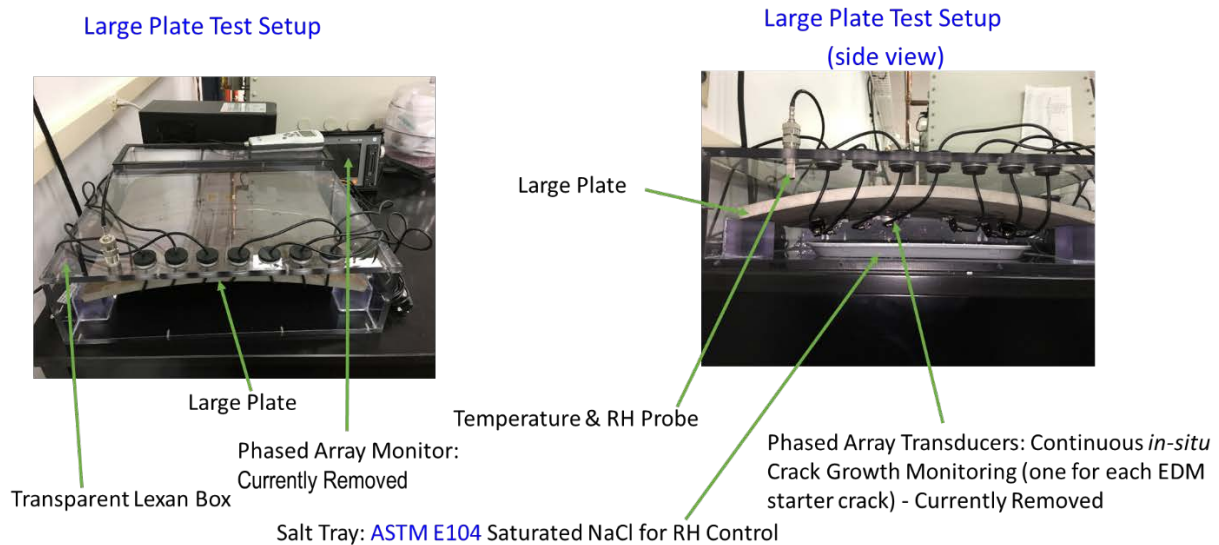 Large Plate Test Setup
Large Plate Test Setup
(side view)
Large Plate
Large Plate
Temperature & RH Probe
Phased Array Monitor:
Currently Removed
Phased Array Transducers: Continuous in-situ
Crack Growth Monitoring (one for each EDM
starter crack) - Currently Removed
Transparent Lexan Box
Salt Tray: ASTM E104 Saturated NaCl for RH Control